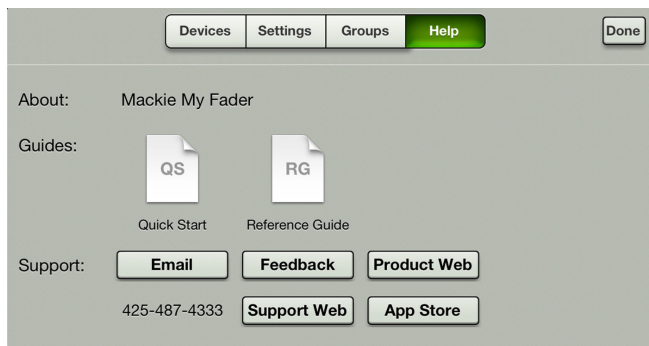 Devices Settings Groups Help Done
About: Mackie My Fader
Guides:
QS RG
Quick Start Reference Guide
Support: Email Feedback Product Web
425-487-4333 Support Web App Store